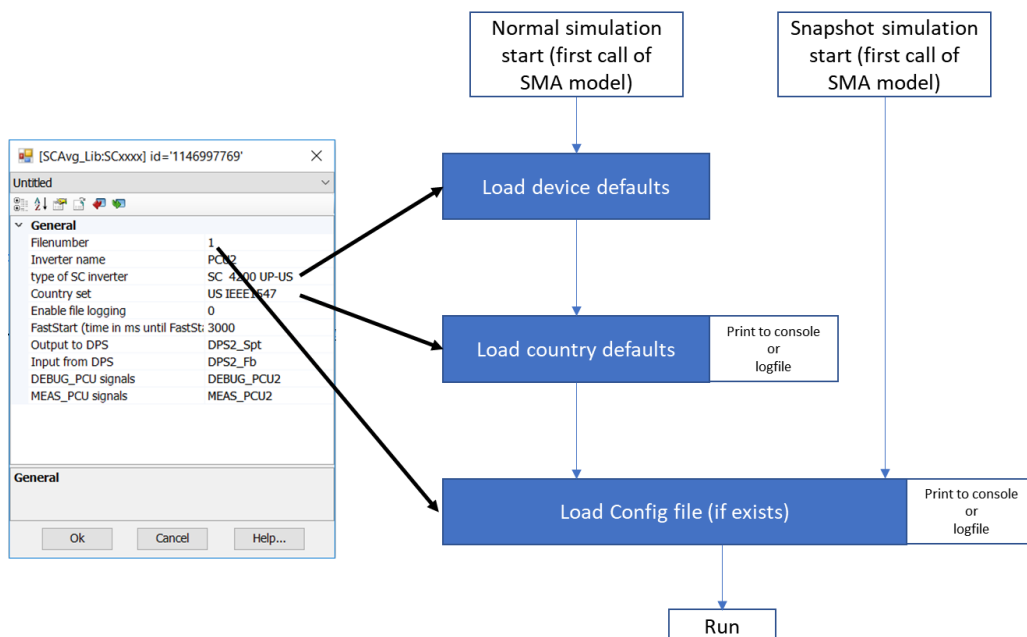 Normal simulation
start (first call of
SMA model)
Snapshot simulation
start (first call of
SMA model)
[SCAvg_Lib:SCxxxx] id='1146997769'
Untitled
General
Filenumber 1
Inverter name PCU2
type of SC inverter SC 4200 UP-US
Country set US IEEE1547
Enable file logging 0
FastStart (time in ms until FastSta 3000
Output to DPS DPS2_Spt
Input from DPS DPS2_Fb
DEBUG_PCU signals DEBUG_PCU2
MEAS_PCU signals MEAS_PCU2
General
Ok Cancel Help...
Load device defaults
Load country defaults
Print to console
or
logfile
Load Config file (if exists)
Print to console
or
logfile
Run